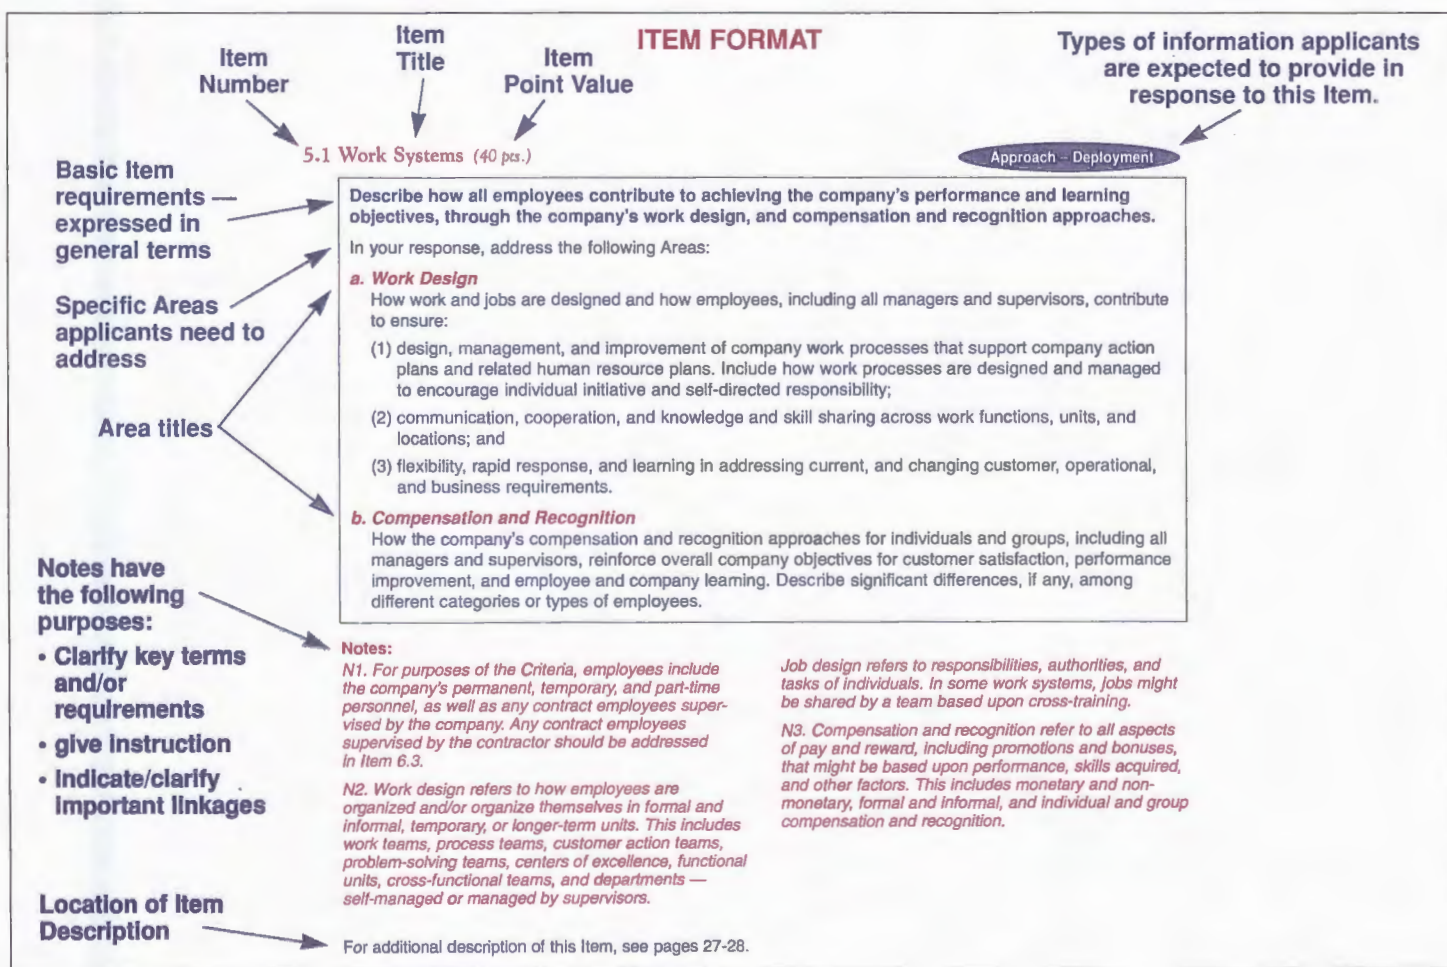 ITEM FORMAT
Item
Number
Item
Title
Item
Point Value
Types of information applicants
are expected to provide in
response to this Item.
5.1 Work Systems (40 pts.)
Approach – Deployment
Basic Item
requirements —
expressed in
general terms
Describe how all employees contribute to achieving the company's performance and learning
objectives, through the company's work design, and compensation and recognition approaches.
In your response, address the following Areas:
Specific Areas
applicants need to
address
Area titles
a. Work Design
How work and jobs are designed and how employees, including all managers and supervisors, contribute
to ensure:
(1) design, management, and improvement of company work processes that support company action
plans and related human resource plans. Include how work processes are designed and managed
to encourage individual initiative and self-directed responsibility;
(2) communication, cooperation, and knowledge and skill sharing across work functions, units, and
locations; and
(3) flexibility, rapid response, and learning in addressing current, and changing customer, operational,
and business requirements.
b. Compensation and Recognition
How the company's compensation and recognition approaches for individuals and groups, including all
managers and supervisors, reinforce overall company objectives for customer satisfaction, performance
improvement, and employee and company learning. Describe significant differences, if any, among
different categories or types of employees.
Notes have
the following
purposes:
• Clarify key terms
and/or
requirements
• give instruction
• Indicate/clarify
important linkages
Notes:
N1. For purposes of the Criteria, employees include
the company's permanent, temporary, and part-time
personnel, as well as any contract employees super-
vised by the company. Any contract employees
supervised by the contractor should be addressed
in Item 6.3.
N2. Work design refers to how employees are
organized and/or organize themselves in formal and
informal, temporary, or longer-term units. This includes
work teams, process teams, customer action teams,
problem-solving teams, centers of excellence, functional
units, cross-functional teams, and departments —
self-managed or managed by supervisors.
Job design refers to responsibilities, authorities, and
tasks of individuals. In some work systems, jobs might
be shared by a team based upon cross-training.
N3. Compensation and recognition refer to all aspects
of pay and reward, including promotions and bonuses,
that might be based upon performance, skills acquired,
and other factors. This includes monetary and non-
monetary, formal and informal, and individual and group
compensation and recognition.
Location of Item
Description
For additional description of this Item, see pages 27-28.